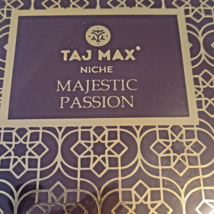 TAJ MAX®
NICHE
MAJESTIC
PASSION